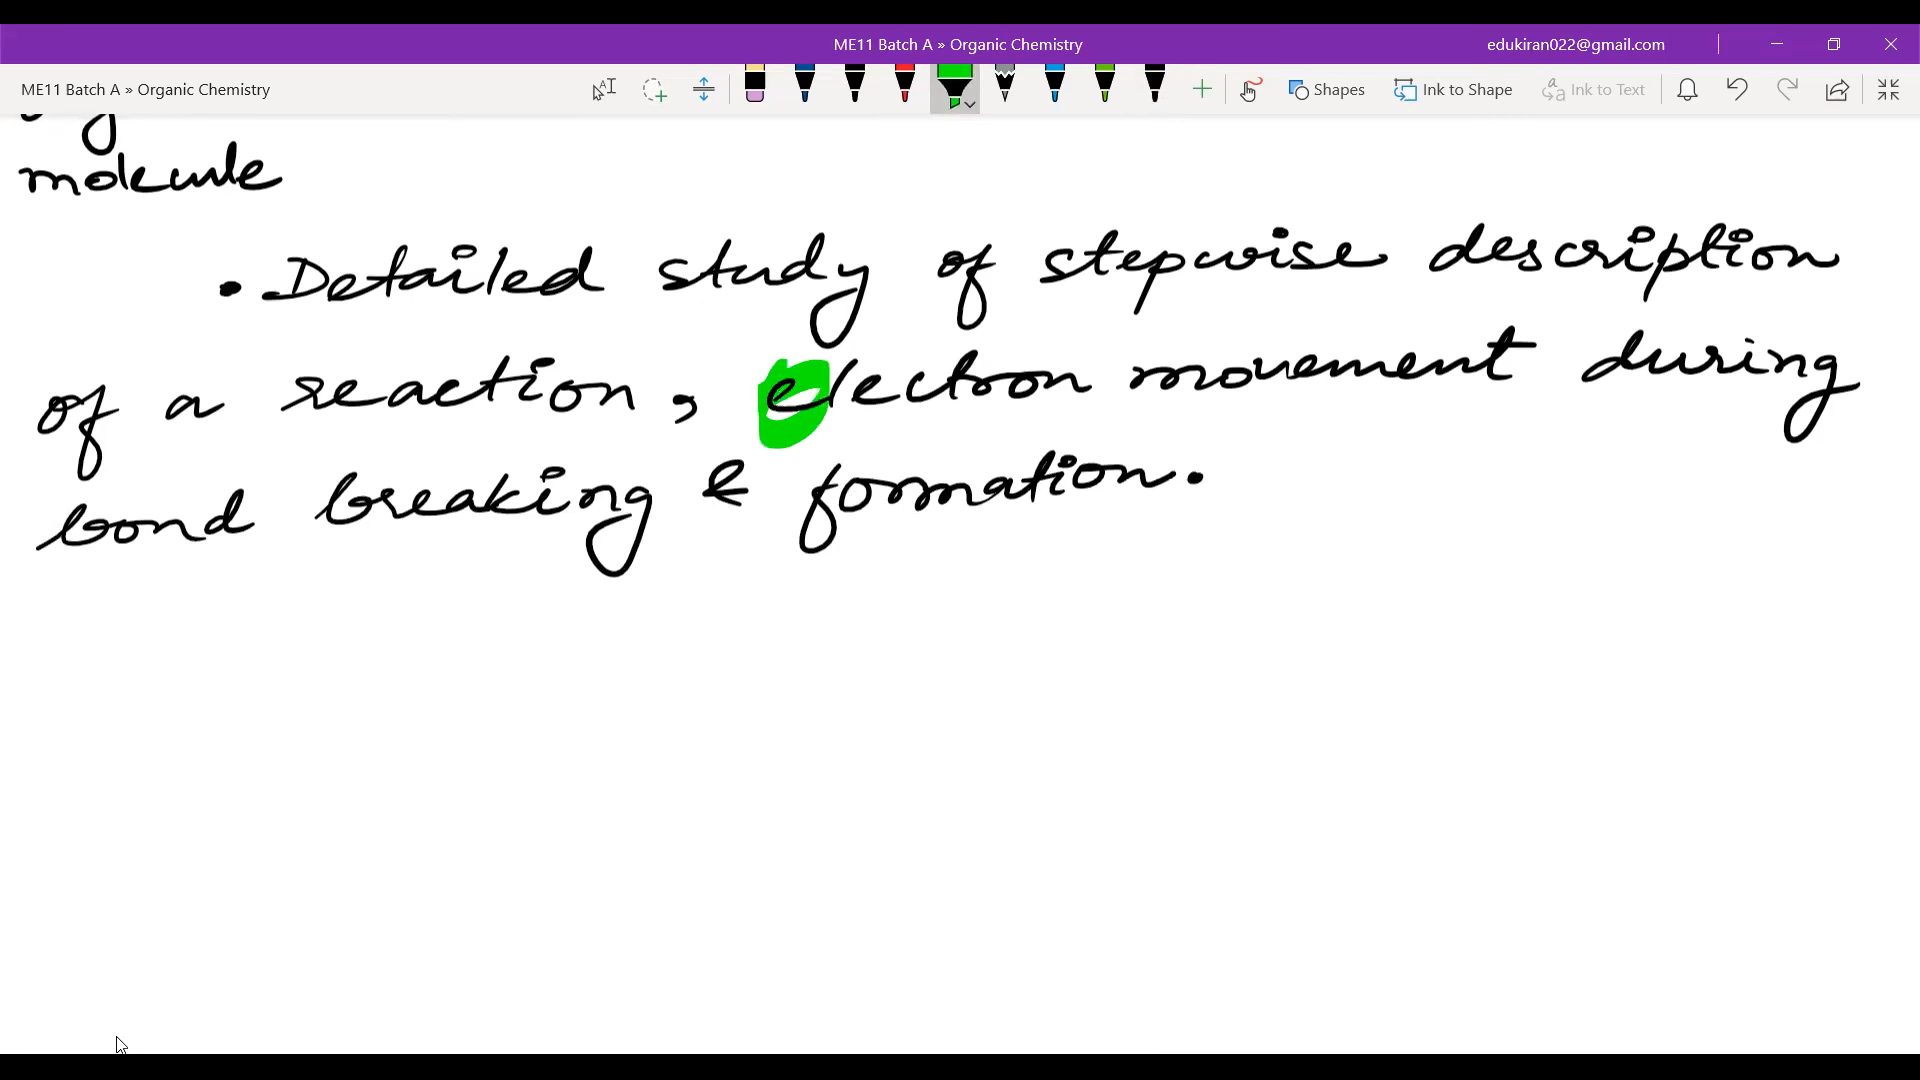 ME11 Batch A » Organic Chemistry
edukiran022@gmail.com
ME11 Batch A » Organic Chemistry
Shapes
Ink to Shape
Ink to Text
molecule
• Detailed study of stepwise description
of a reaction, electron movement during
bond breaking & formation.